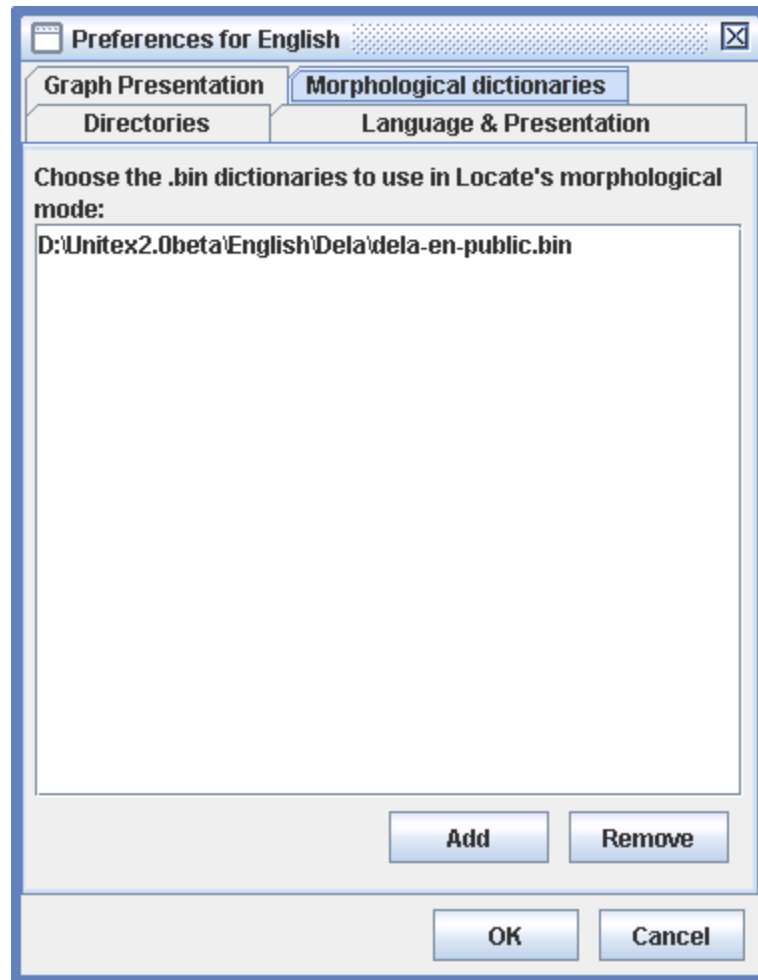 Preferences for English
Graph Presentation
Morphological dictionaries
Directories
Language & Presentation
Choose the .bin dictionaries to use in Locate's morphological
mode:
D:\Unitex2.0beta\English\Dela\dela-en-public.bin
Add
Remove
OK
Cancel